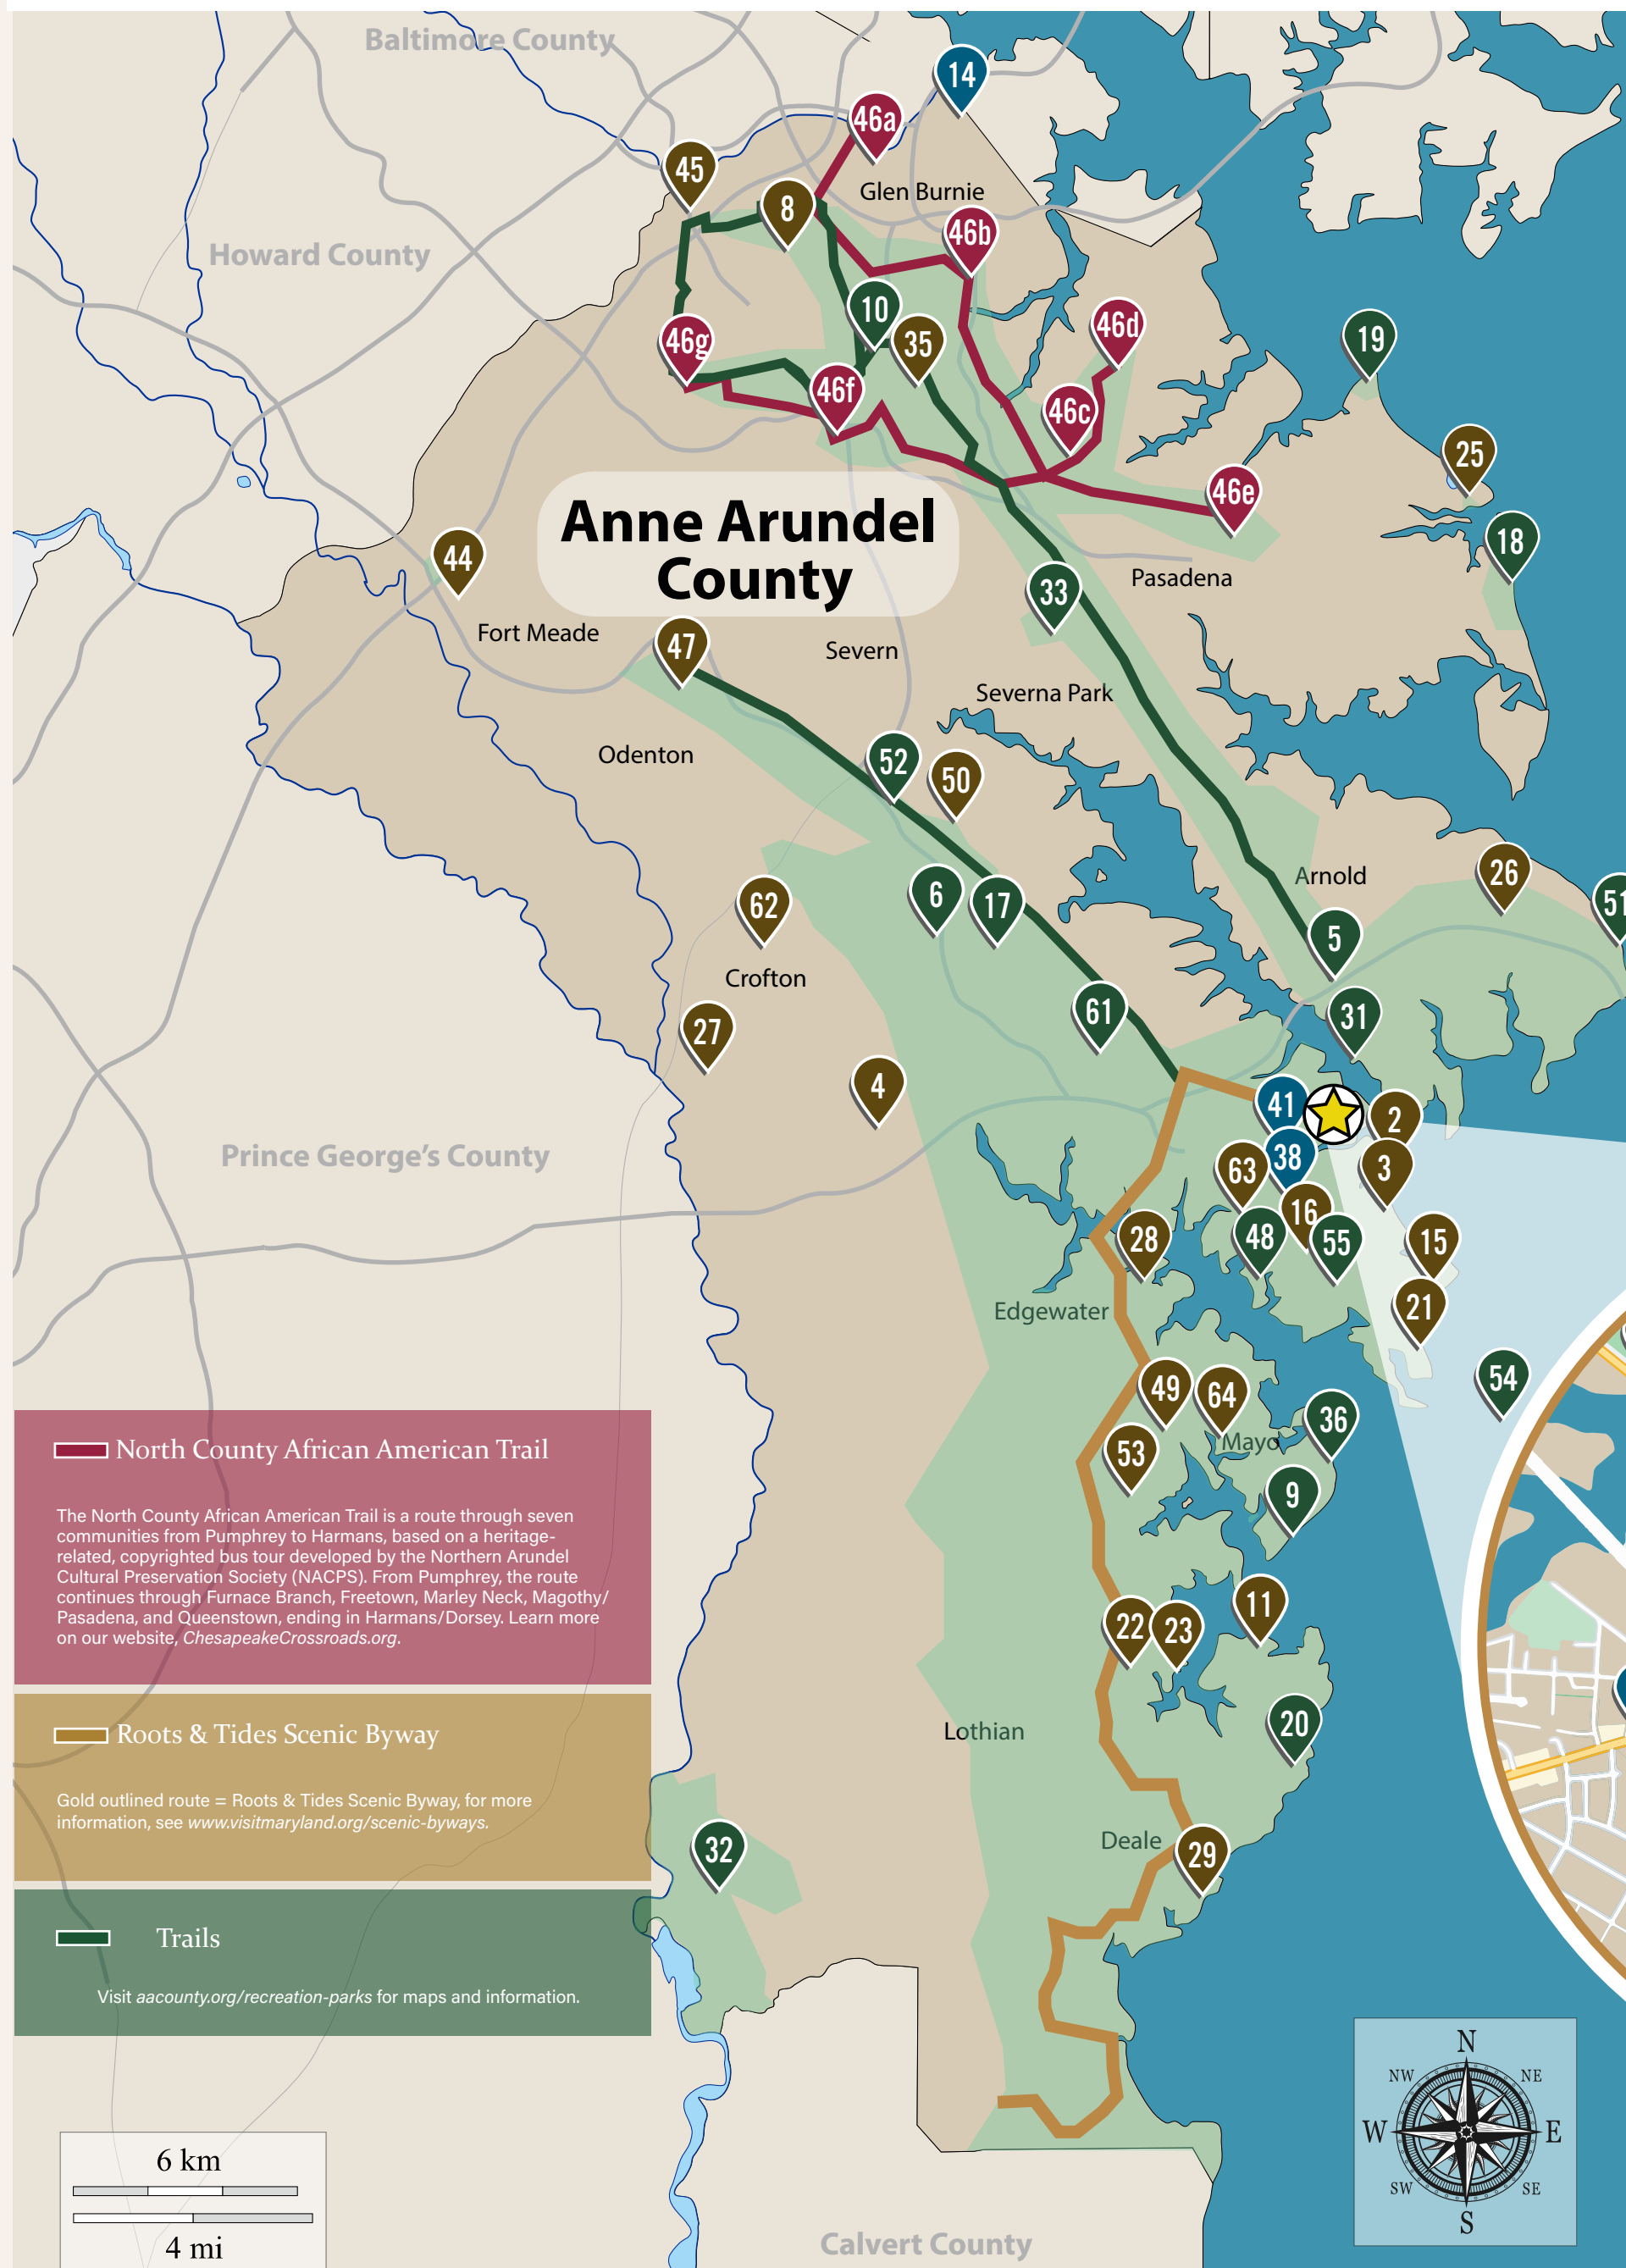 Baltimore County
14
46a
45
8
Glen Burnie
46b
Howard County
10
46d
35
19
46g
46f
46c
25
46e
Anne Arundel
County
18
44
Pasadena
33
Fort Meade
47
Severn
Severna Park
Odenton
52
50
Arnold
26
6
17
62
51
5
Crofton
61
31
27
4
41
2
Prince George's County
38
3
63
16
48
55
15
28
21
Edgewater
54
49
64
36
Mayo
53
9
North County African American Trail
The North County African American Trail is a route through seven
communities from Pumphrey to Harmans, based on a heritage-
related, copyrighted bus tour developed by the Northern Arundel
Cultural Preservation Society (NACPS). From Pumphrey, the route
continues through Furnace Branch, Freetown, Marley Neck, Magothy/
Pasadena, and Queenstown, ending in Harmans/Dorsey. Learn more
on our website, ChesapeakeCrossroads.org.
11
22
23
20
Lothian
Roots & Tides Scenic Byway
Gold outlined route = Roots & Tides Scenic Byway, for more
information, see www.visitmaryland.org/scenic-byways.
Deale
29
32
Trails
Visit aacounty.org/recreation-parks for maps and information.
N
NW
NE
W
E
SW
SE
S
6 km
4 mi
Calvert County